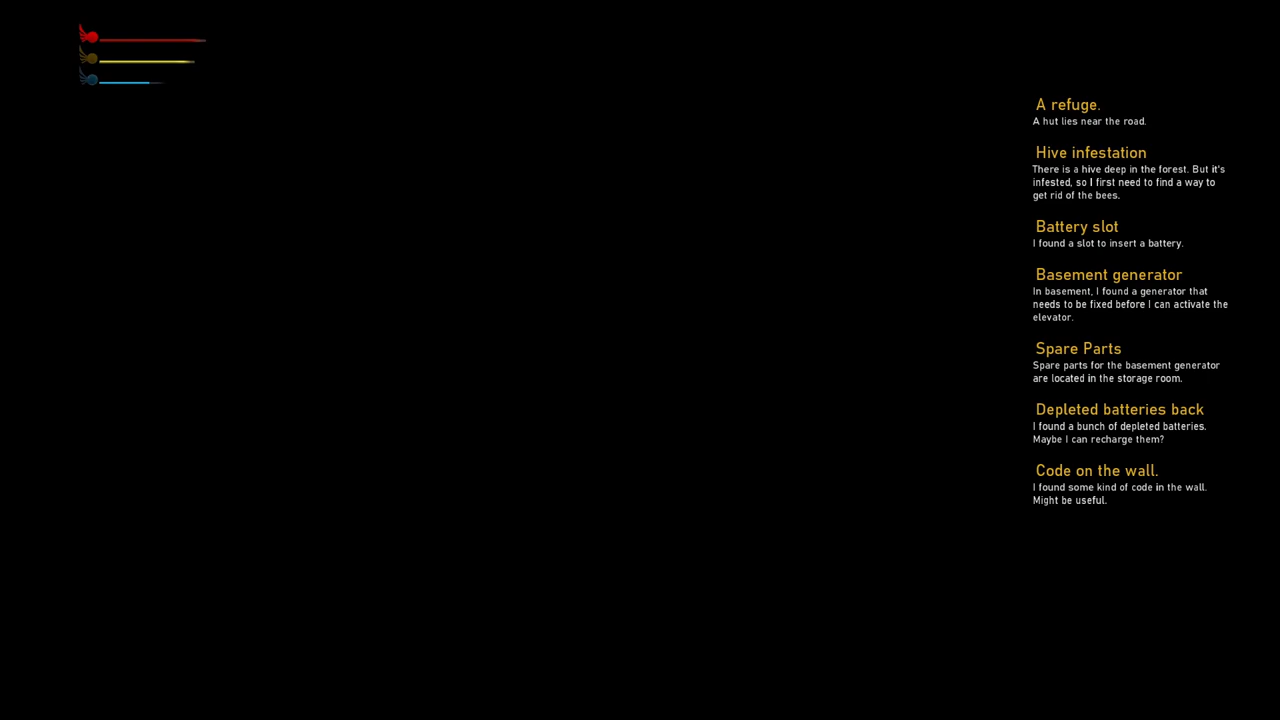 A refuge.
A hut lies near the road.
Hive infestation
There is a hive deep in the forest. But it's
infested, so I first need to find a way to
get rid of the bees.
Battery slot
I found a slot to insert a battery.
Basement generator
In basement, I found a generator that
needs to be fixed before I can activate the
elevator.
Spare Parts
Spare parts for the basement generator
are located in the storage room.
Depleted batteries back
I found a bunch of depleted batteries.
Maybe I can recharge them?
Code on the wall.
I found some kind of code in the wall.
Might be useful.